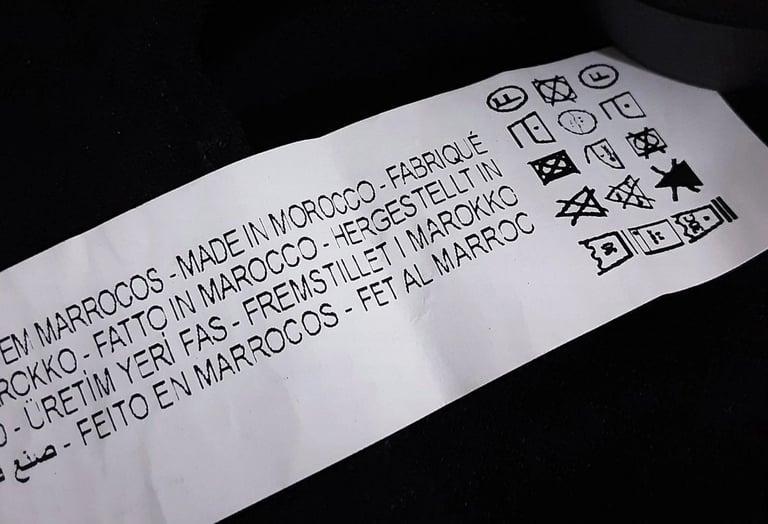 EM MARROCOS - MADE IN MOROCCO - FABRIQUÉ
ROKKO - FATTO IN MAROCCO - HERGESTELLT IN
O - ÜRETİM YERİ FAS - FREMSTILLET I MAROKKO
صنع - FEITO EN MARROCOS - FET AL MARROC